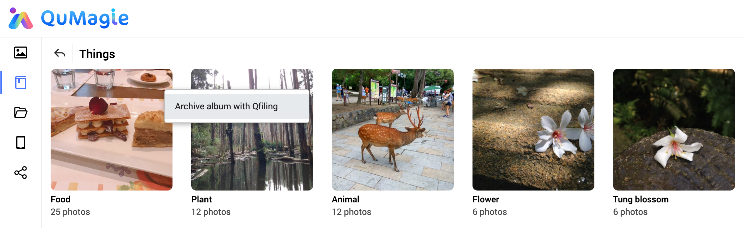 QuMagie
Things
Archive album with Qfiling
Food
25 photos
Plant
12 photos
Animal
12 photos
Flower
6 photos
Tung blossom
6 photos